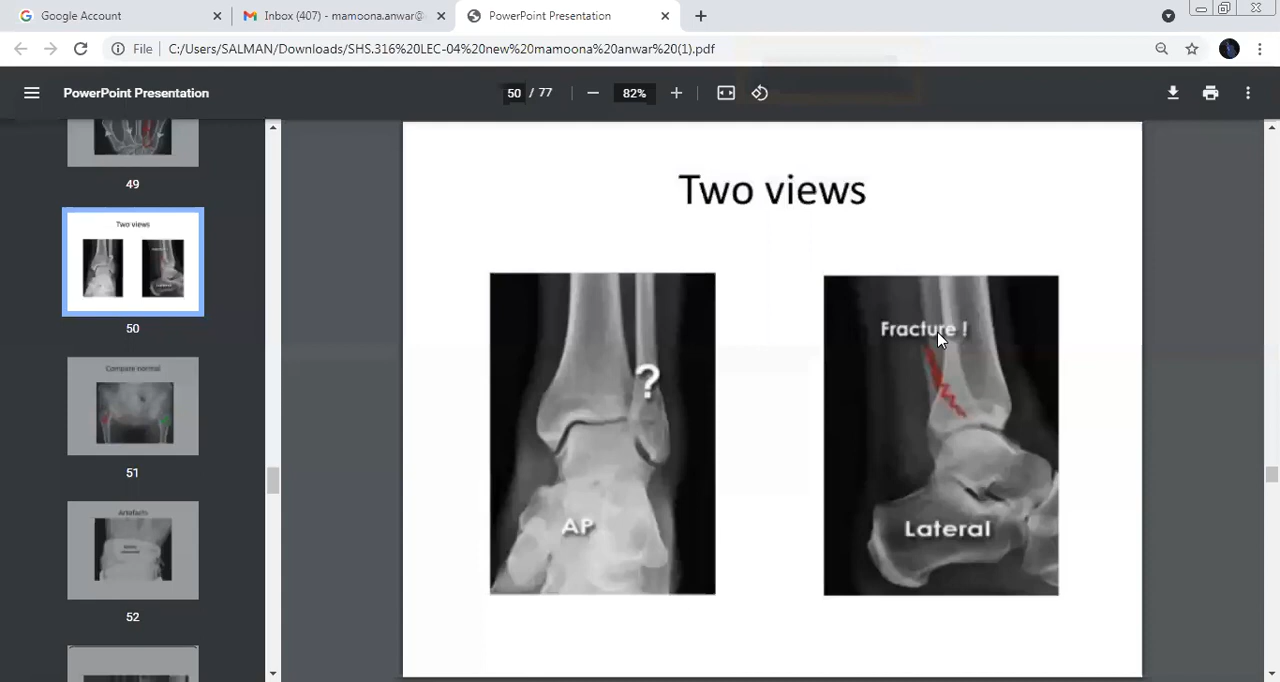 Google Account
Inbox (407) - mamoona.anwar@
PowerPoint Presentation
File
C:/Users/SALMAN/Downloads/SHS.316%20LEC-04%20new%20mamoona%20anwar%20(1).pdf
PowerPoint Presentation
50 / 77
82%
49
Two views
50
Compare normal
51
Artefacts
52
Two views
?
AP
Fracture !
Lateral